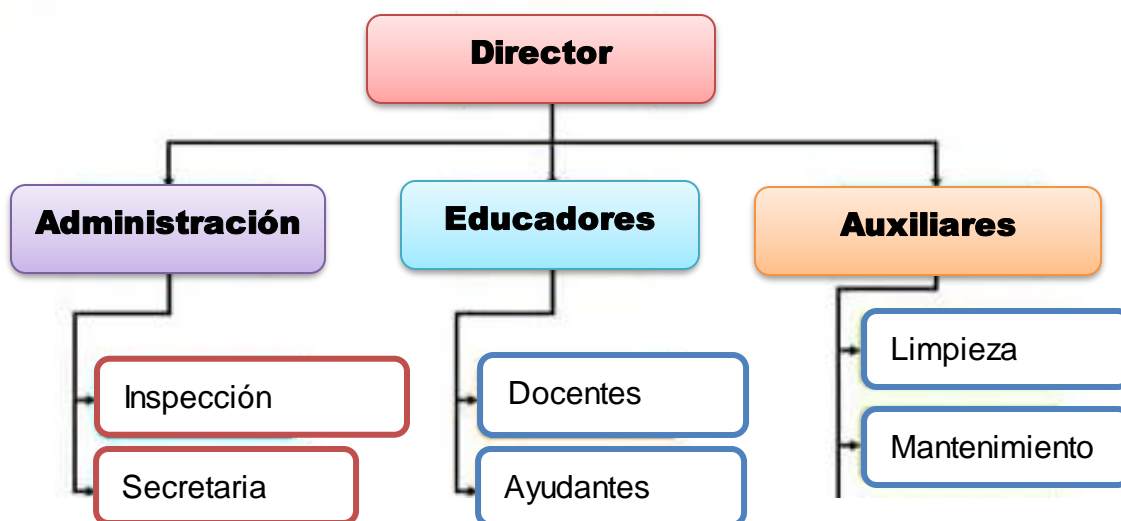 Director
Administración
Educadores
Auxiliares
Inspección
Secretaria
Docentes
Ayudantes
Limpieza
Mantenimiento